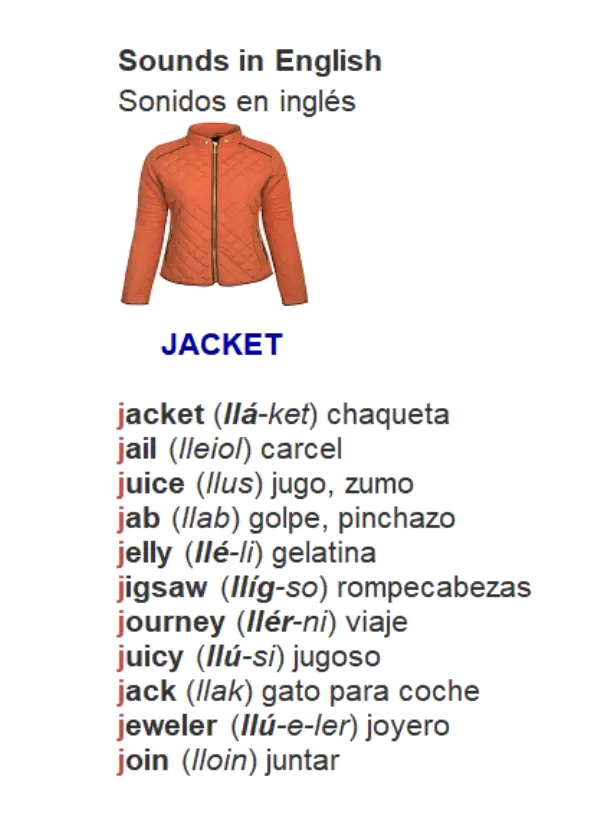 Sounds in English
Sonidos en inglés
JACKET
jacket (llá-ket) chaqueta
jail (lleiol) carcel
juice (llus) jugo, zumo
jab (llab) golpe, pinchazo
jelly (llé-li) gelatina
jigsaw (llíg-so) rompecabezas
journey (llér-ni) viaje
juicy (llú-si) jugoso
jack (llak) gato para coche
jeweler (llú-e-ler) joyero
join (lloin) juntar